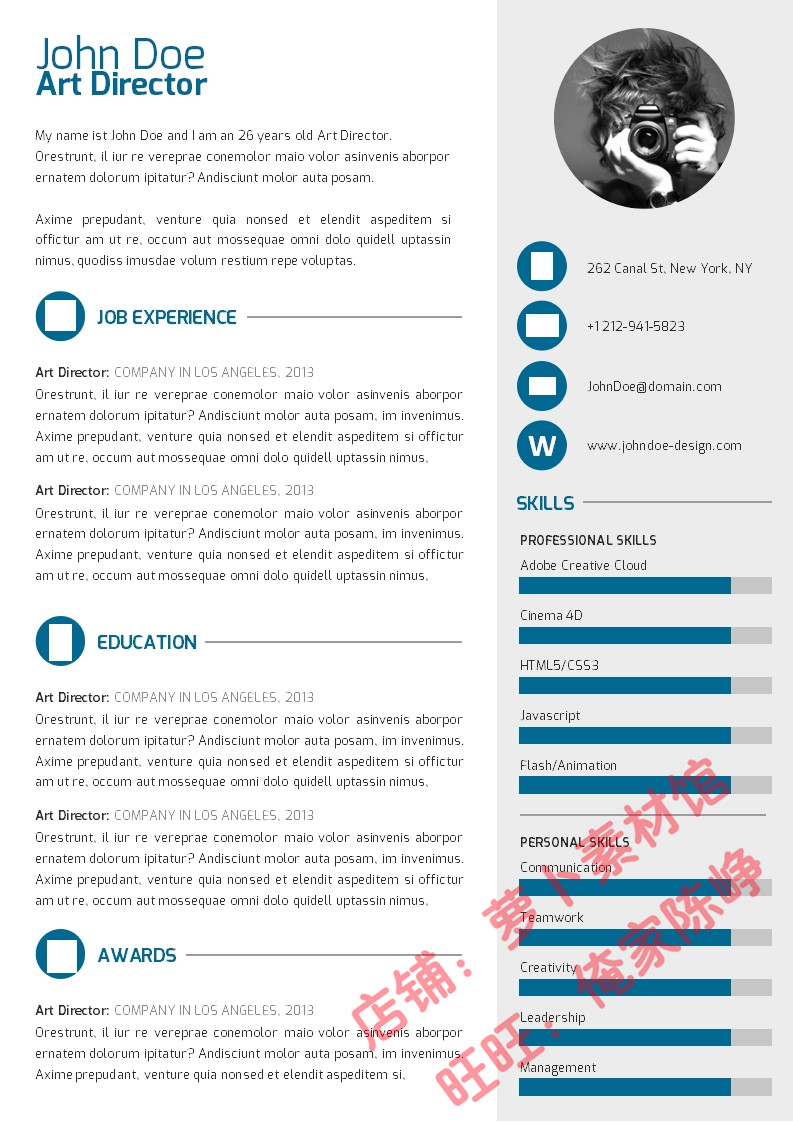 John Doe
Art Director
My name ist John Doe and I am an 26 years old Art Director.
Orestrunt, il iur re vereprae conemolor maio volor asinvenis aborpor
ernatem dolorum ipitatur? Andisciunt molor auta posam.
Axime prepudant, venture quia nonsed et elendit aspeditem si
offictur am ut re, occum aut mossequae omni dolo quidell uptassin
nimus, quodiss imusdae volum restium repe voluptas.
JOB EXPERIENCE
Art Director: COMPANY IN LOS ANGELES, 2013
Orestrunt, il iur re vereprae conemolor maio volor asinvenis aborpor
ernatem dolorum ipitatur? Andisciunt molor auta posam, im invenimus.
Axime prepudant, venture quia nonsed et elendit aspeditem si offictur
am ut re, occum aut mossequae omni dolo quidell uptassin nimus,
Art Director: COMPANY IN LOS ANGELES, 2013
Orestrunt, il iur re vereprae conemolor maio volor asinvenis aborpor
ernatem dolorum ipitatur? Andisciunt molor auta posam, im invenimus.
Axime prepudant, venture quia nonsed et elendit aspeditem si offictur
am ut re, occum aut mossequae omni dolo quidell uptassin nimus,
EDUCATION
Art Director: COMPANY IN LOS ANGELES, 2013
Orestrunt, il iur re vereprae conemolor maio volor asinvenis aborpor
ernatem dolorum ipitatur? Andisciunt molor auta posam, im invenimus.
Axime prepudant, venture quia nonsed et elendit aspeditem si offictur
am ut re, occum aut mossequae omni dolo quidell uptassin nimus,
Art Director: COMPANY IN LOS ANGELES, 2013
Orestrunt, il iur re vereprae conemolor maio volor asinvenis aborpor
ernatem dolorum ipitatur? Andisciunt molor auta posam, im invenimus.
Axime prepudant, venture quia nonsed et elendit aspeditem si offictur
am ut re, occum aut mossequae omni dolo quidell uptassin nimus,
AWARDS
Art Director: COMPANY IN LOS ANGELES, 2013
Orestrunt, il iur re vereprae conemolor maio volor asinvenis aborpor
ernatem dolorum ipitatur? Andisciunt molor auta posam, im invenimus.
Axime prepudant, venture quia nonsed et elendit aspeditem si,
262 Canal St, New York, NY
+1 212-941-5823
JohnDoe@domain.com
W www.johndoe-design.com
SKILLS
PROFESSIONAL SKILLS
Adobe Creative Cloud
Cinema 4D
HTML5/CSS3
Javascript
Flash/Animation
PERSONAL SKILLS
Communication
Teamwork
Creativity
Leadership
Management
店铺：萝卜素材馆
旺旺：俺家陈峥